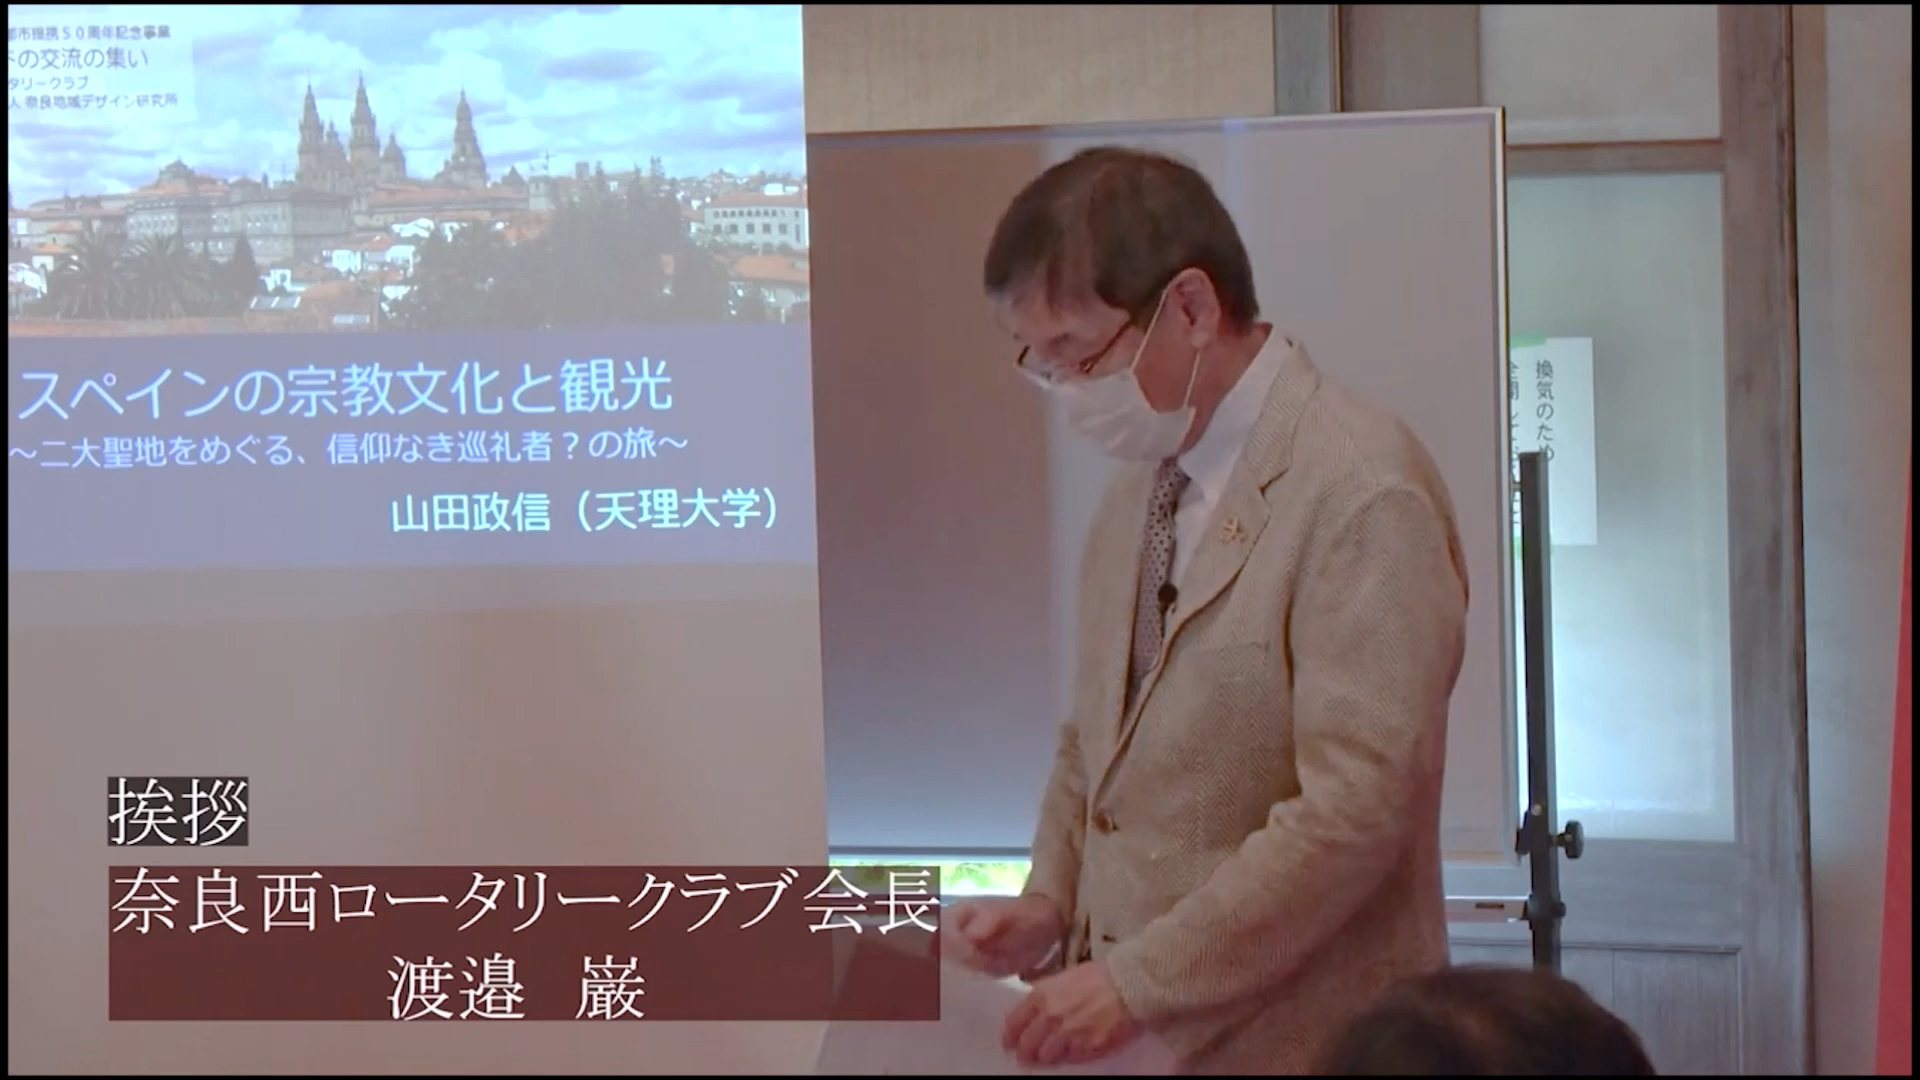 都市提携50周年記念事業
の交流の集い
タリークラブ
人 奈良地域デザイン研究所
スペインの宗教文化と観光
～二大聖地をめぐる、信仰なき巡礼者？の旅～
山田政信（天理大学）
換気のため
挨拶
奈良西ロータリークラブ会長
渡邉　巌